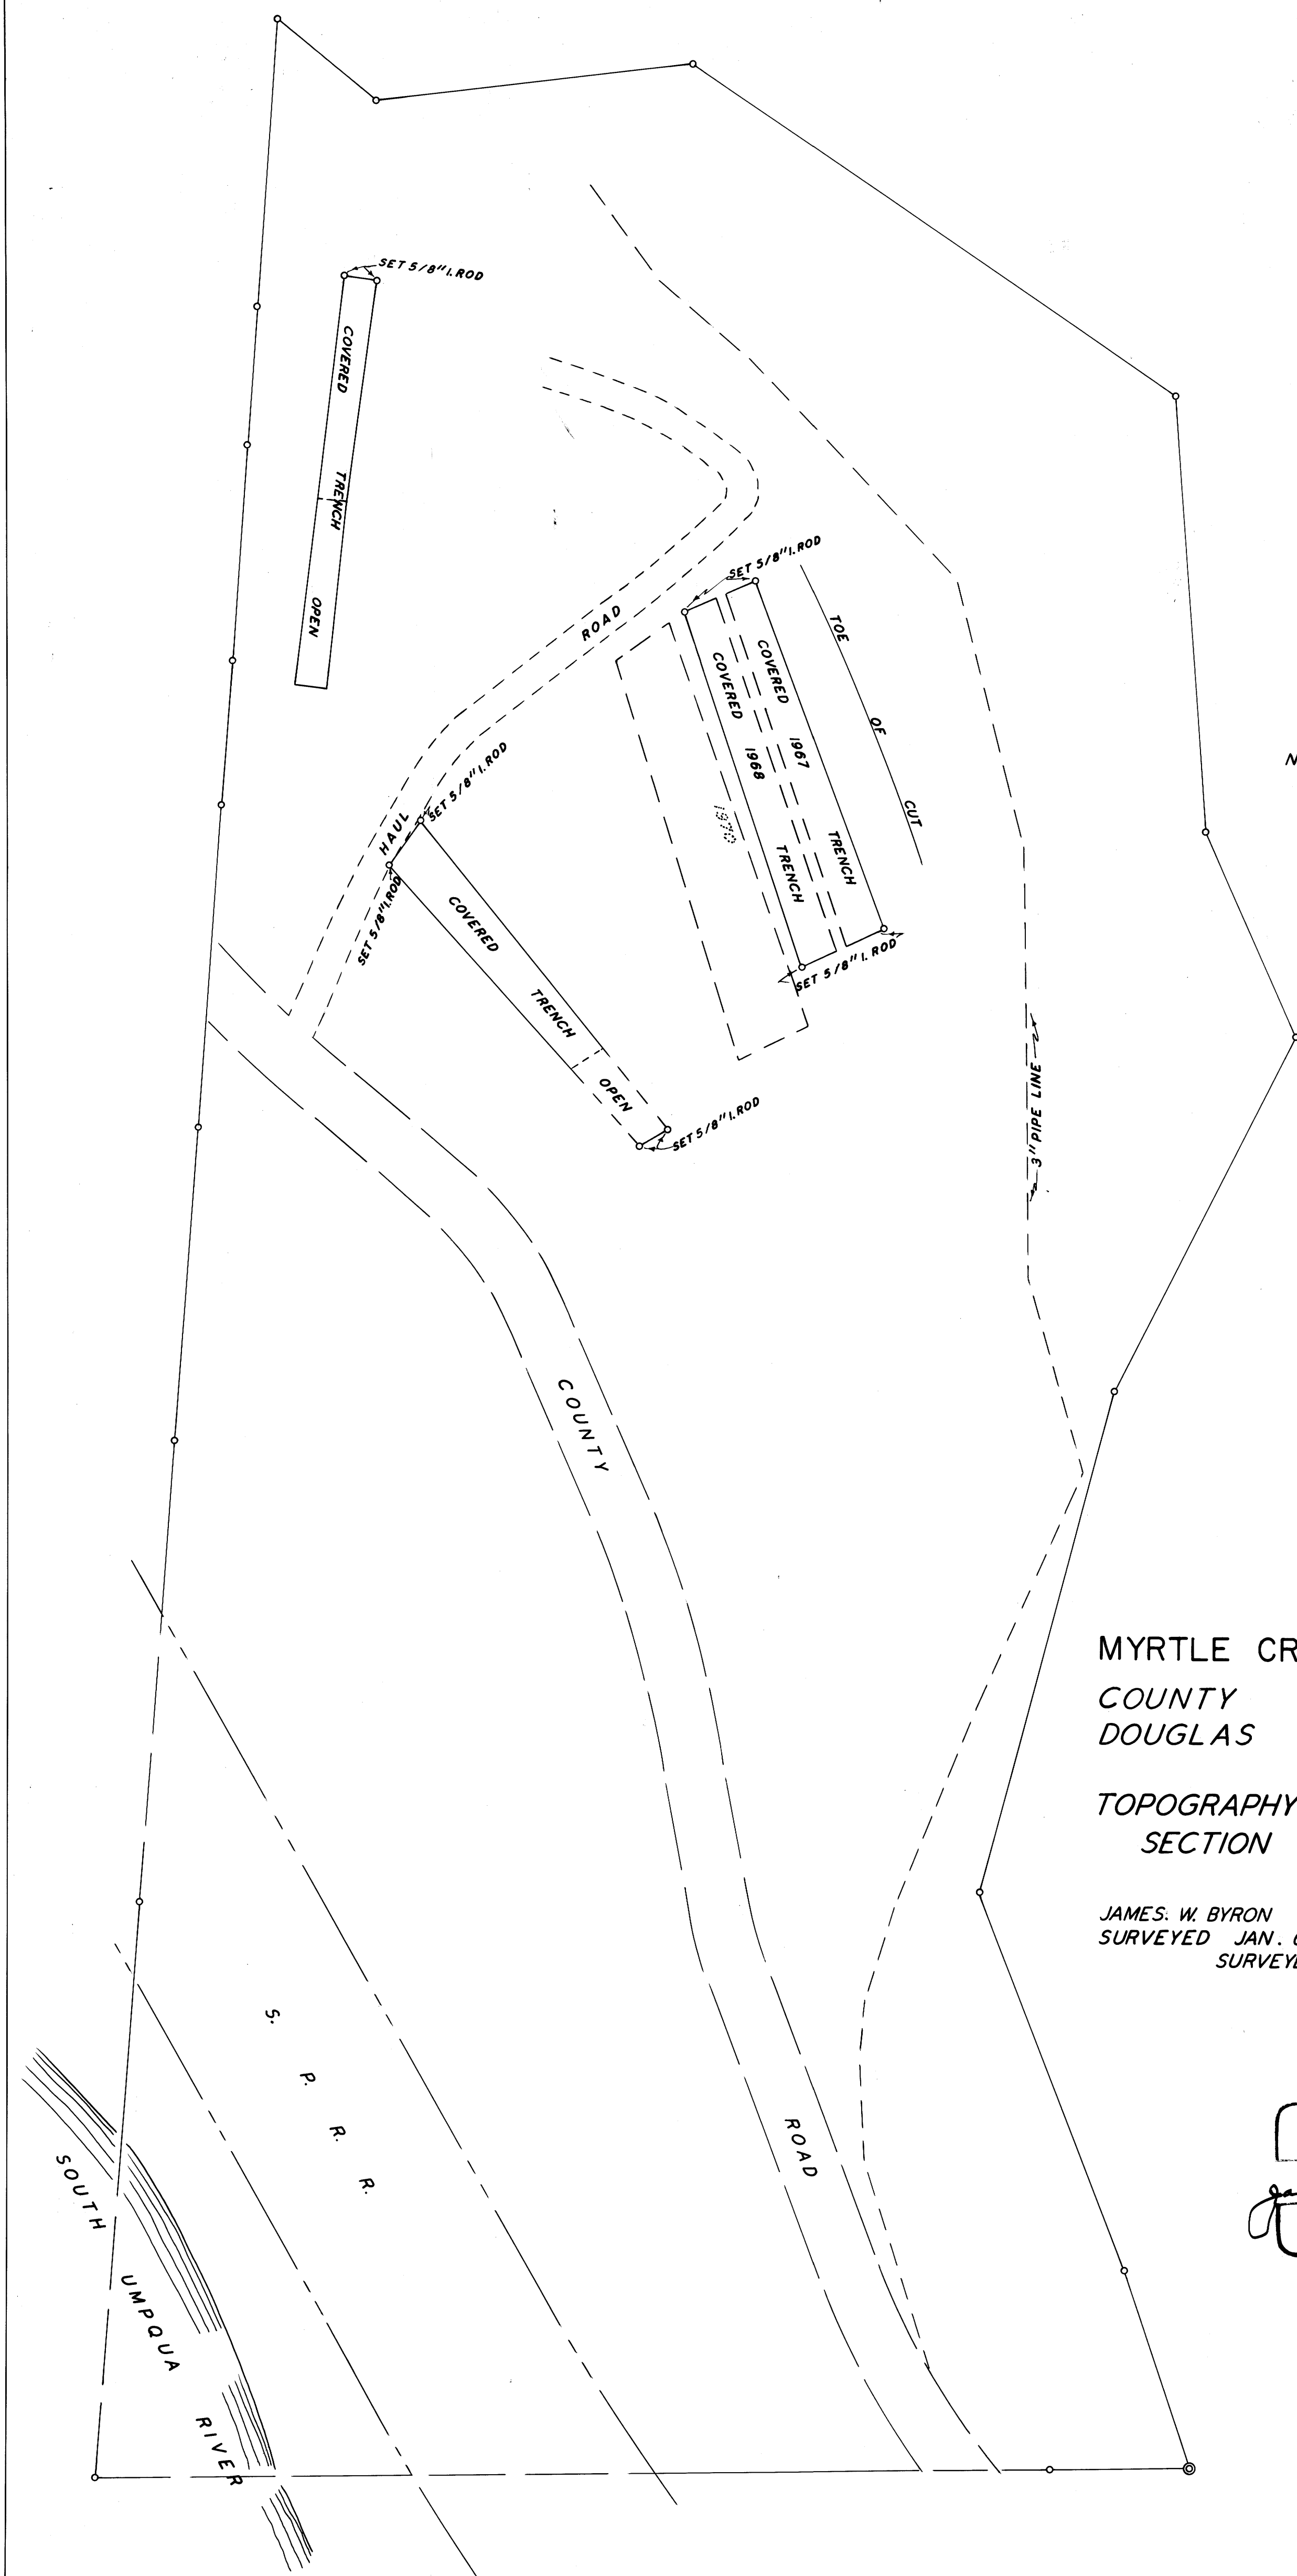 SET 5/8" I. ROD
COVERED TRENCH
OPEN
SET 5/8" I. ROD
ROAD
TOE OF CUT
COVERED 1967 TRENCH
COVERED 1968 TRENCH
1970
SET 5/8" I. ROD
HAUL
SET 5/8" I. ROD
COVERED TRENCH
OPEN
SET 5/8" I. ROD
SET 5/8" I. ROD
3" PIPE LINE
N
COUNTY
MYRTLE CR
COUNTY
DOUGLAS
TOPOGRAPHY
SECTION
JAMES. W. BYRON
SURVEYED JAN. 6
SURVEYE
S. P. R. R.
ROAD
SOUTH UMPQUA RIVER